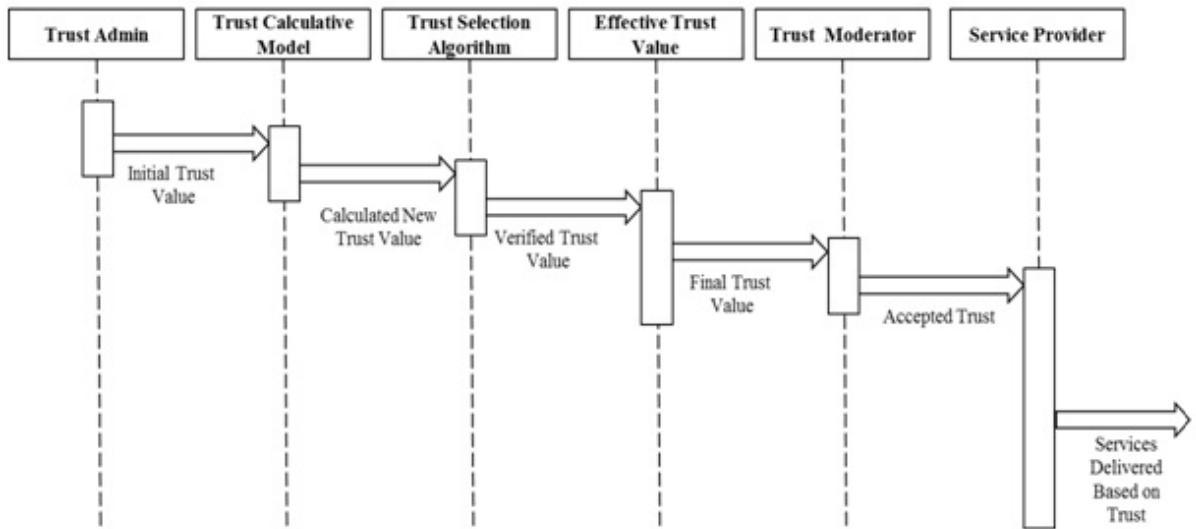 Trust Admin
Trust Calculative
Model
Trust Selection
Algorithm
Effective Trust
Value
Trust Moderator
Service Provider
Initial Trust
Value
Calculated New
Trust Value
Verified Trust
Value
Final Trust
Value
Accepted Trust
Services
Delivered
Based on
Trust